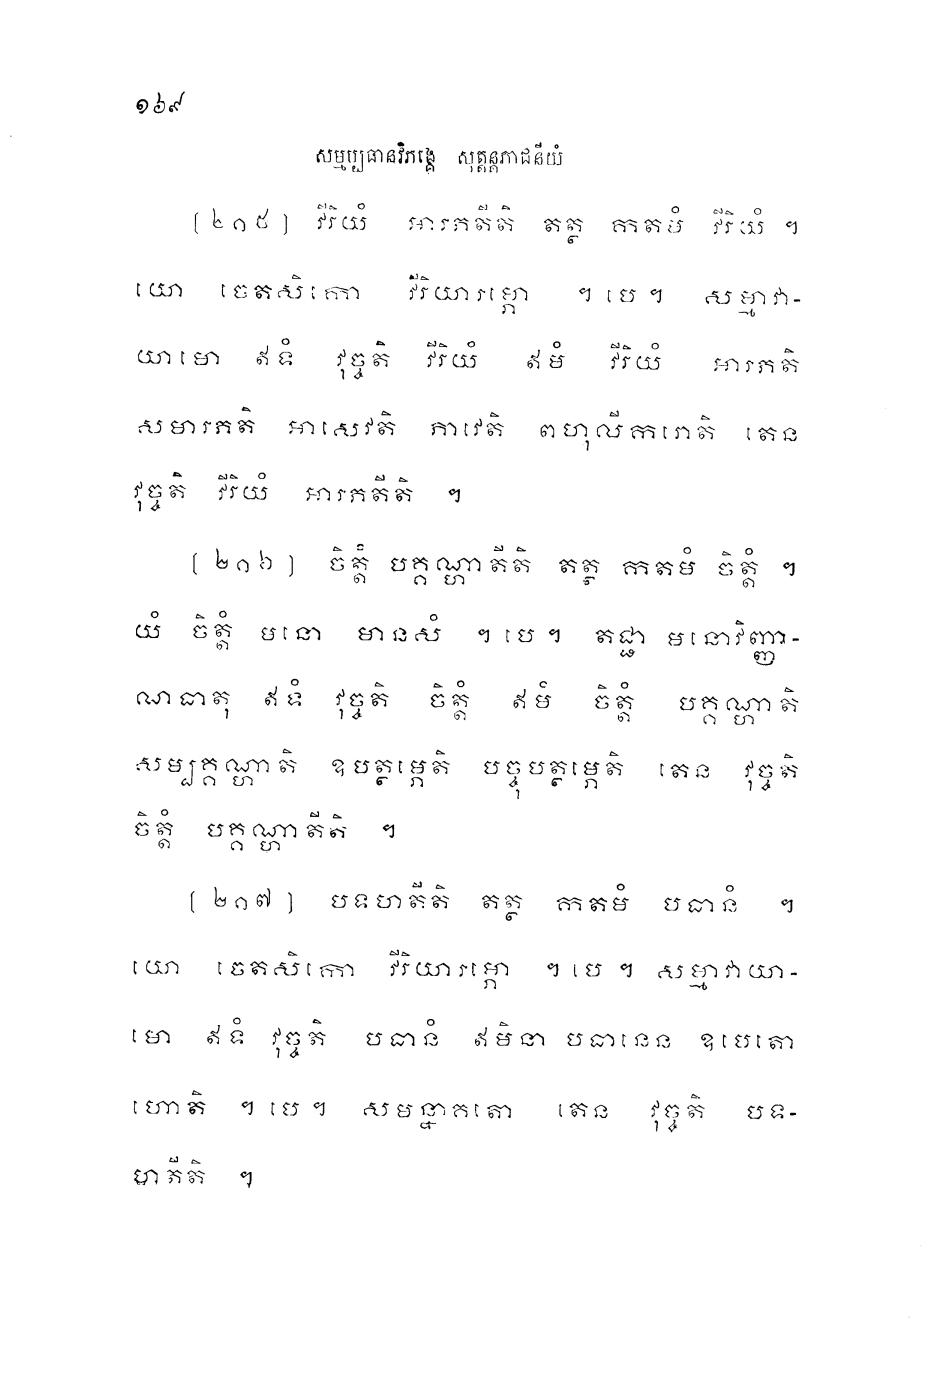 ១៦៩
សម្មប្បធានវិភង្គេ សុត្តន្តភាជនីយំ
[២១៥] វីរិយំ អារភតីតិ តត្ថ កតមំ វីរិយំ ។
យោ ចេតសិកោ វីរិយារម្ភោ ។បេ។ សម្មាវា-
យាមោ ឥទំ វុច្ចតិ វីរិយំ ឥមំ វីរិយំ អារភតិ
សមារភតិ អាសេវតិ ភាវេតិ ពហុលីករោតិ តេន
វុច្ចតិ វីរិយំ អារភតីតិ ។
[២១៦] ចិត្តំ បគ្គណ្ហាតីតិ តត្ថ កតមំ ចិត្តំ ។
យំ ចិត្តំ មនោ មានសំ ។បេ។ តជ្ជា មនោវិញ្ញា-
ណធាតុ ឥទំ វុច្ចតិ ចិត្តំ ឥមំ ចិត្តំ បគ្គណ្ហាតិ
សម្បគ្គណ្ហាតិ ឧបត្ថម្ភេតិ បច្ចុបត្ថម្ភេតិ តេន វុច្ចតិ
ចិត្តំ បគ្គណ្ហាតីតិ ។
[២១៧] បទហតីតិ តត្ថ កតមំ បធានំ ។
យោ ចេតសិកោ វីរិយារម្ភោ ។បេ។ សម្មាវាយា-
មោ ឥទំ វុច្ចតិ បធានំ ឥមិនា បធានេន ឧបេតោ
ហោតិ ។បេ។ សមន្នាគតោ តេន វុច្ចតិ បទ-
ហតីតិ ។